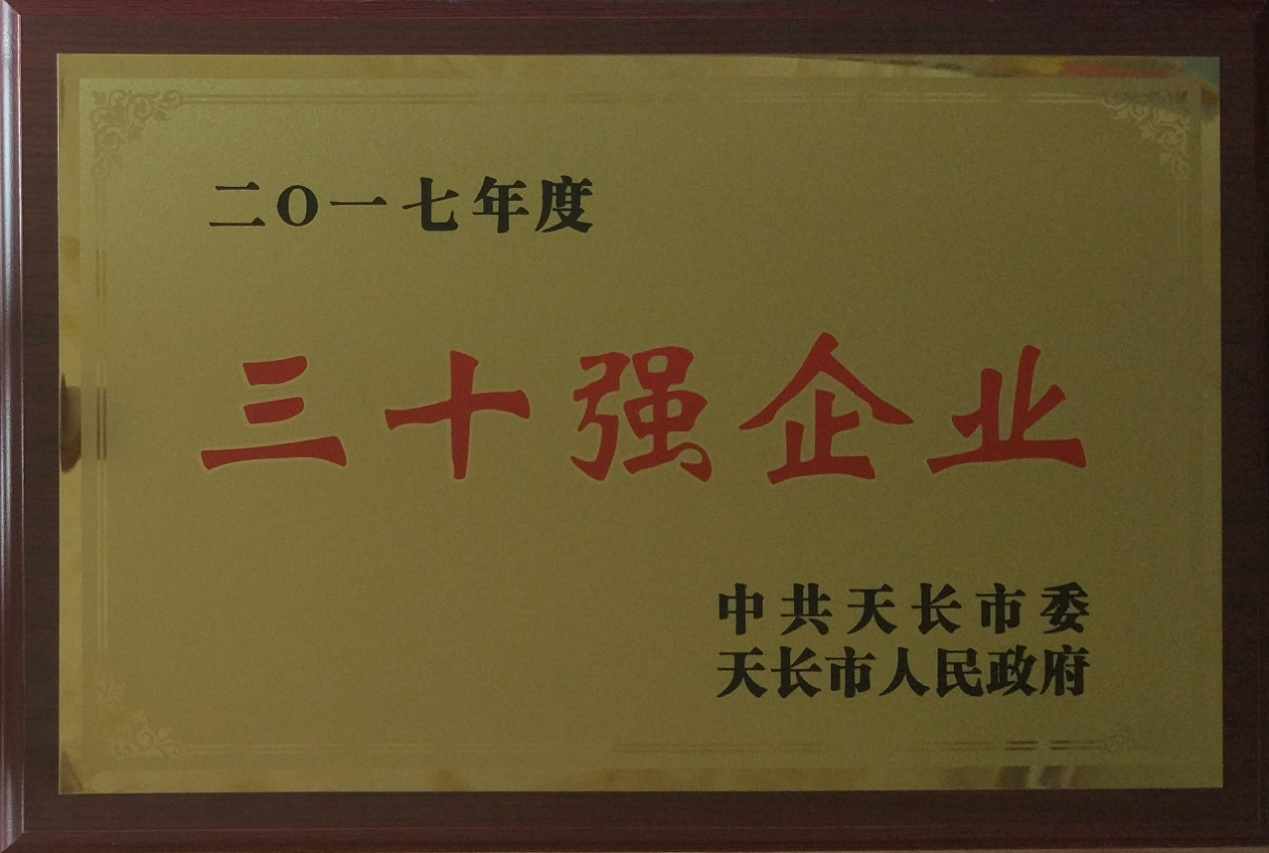 二〇一七年度
三十强企业
中共天长市委
天长市人民政府